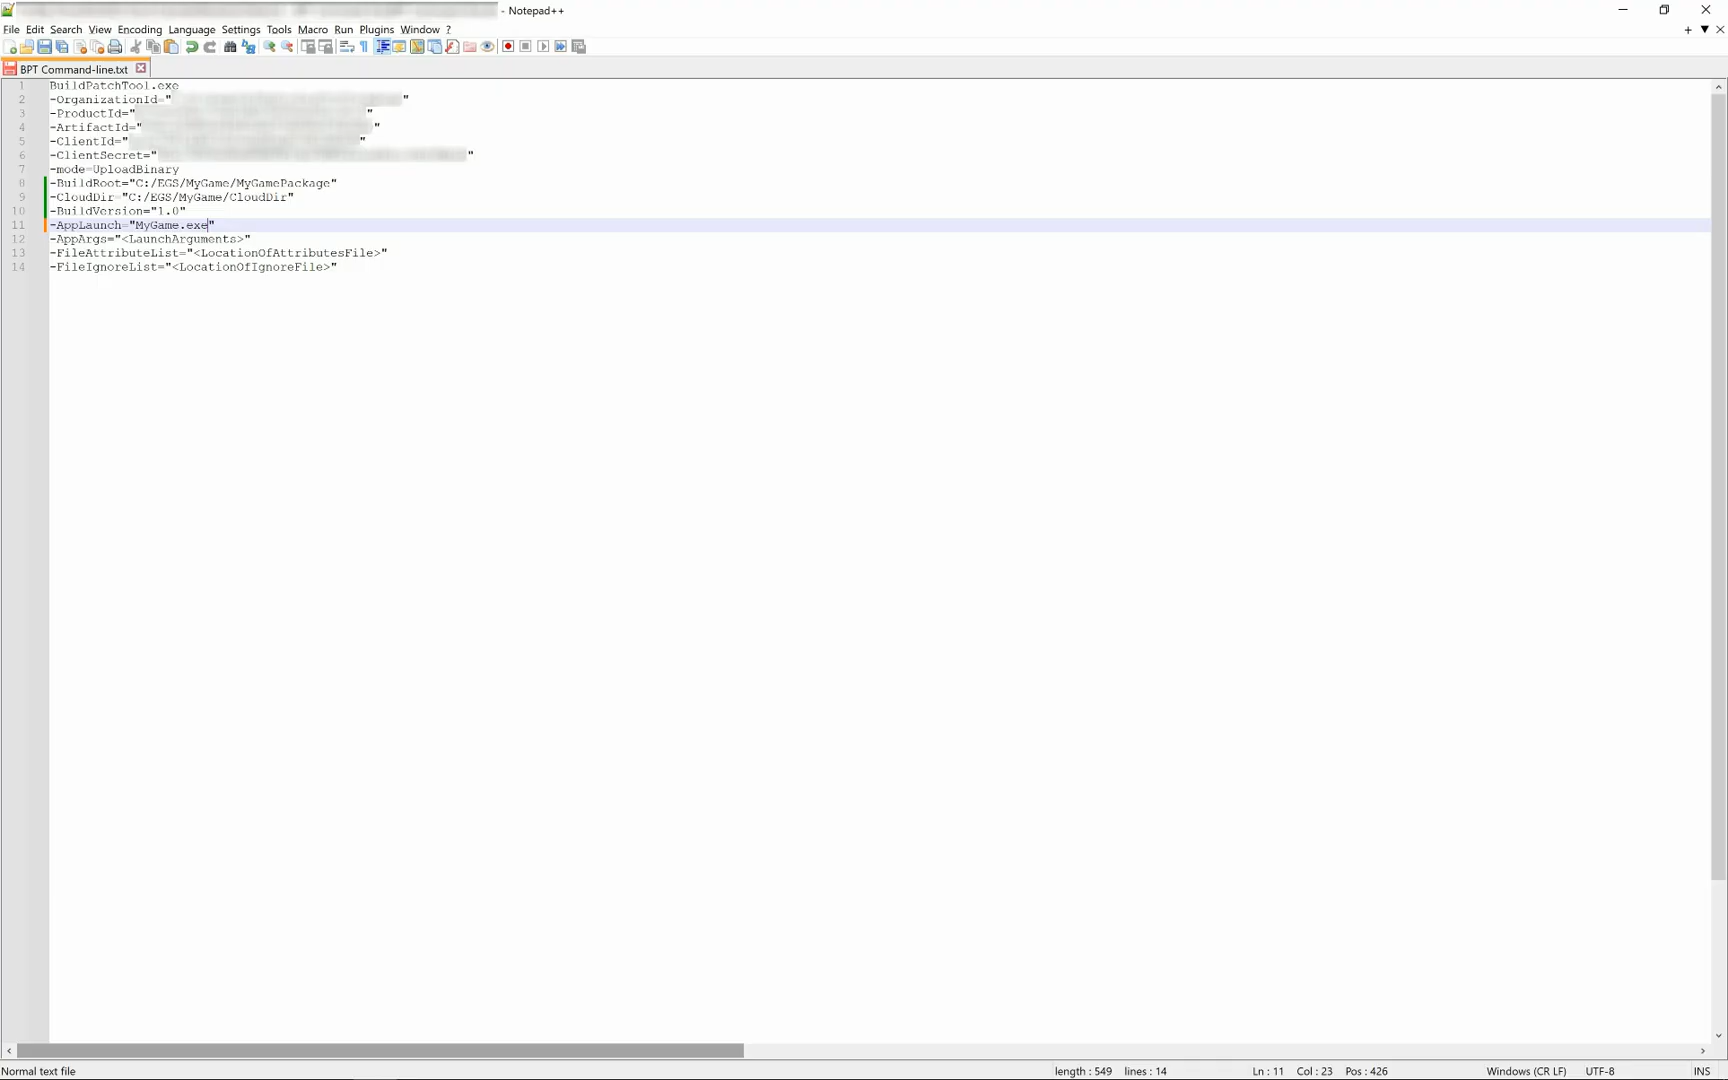 - Notepad++
File Edit Search View Encoding Language Settings Tools Macro Run Plugins Window ?
BPT Command-line.txt
1 BuildPatchTool.exe
2 -OrganizationId=" "
3 -ProductId=" "
4 -ArtifactId=" "
5 -ClientId=" "
6 -ClientSecret=" "
7 -mode=UploadBinary
8 -BuildRoot="C:/EGS/MyGame/MyGamePackage"
9 -CloudDir="C:/EGS/MyGame/CloudDir"
10 -BuildVersion="1.0"
11 -AppLaunch="MyGame.exe"
12 -AppArgs="<LaunchArguments>"
13 -FileAttributeList="<LocationOfAttributesFile>"
14 -FileIgnoreList="<LocationOfIgnoreFile>"
Normal text file length : 549 lines : 14 Ln : 11 Col : 23 Pos : 426 Windows (CR LF) UTF-8 INS